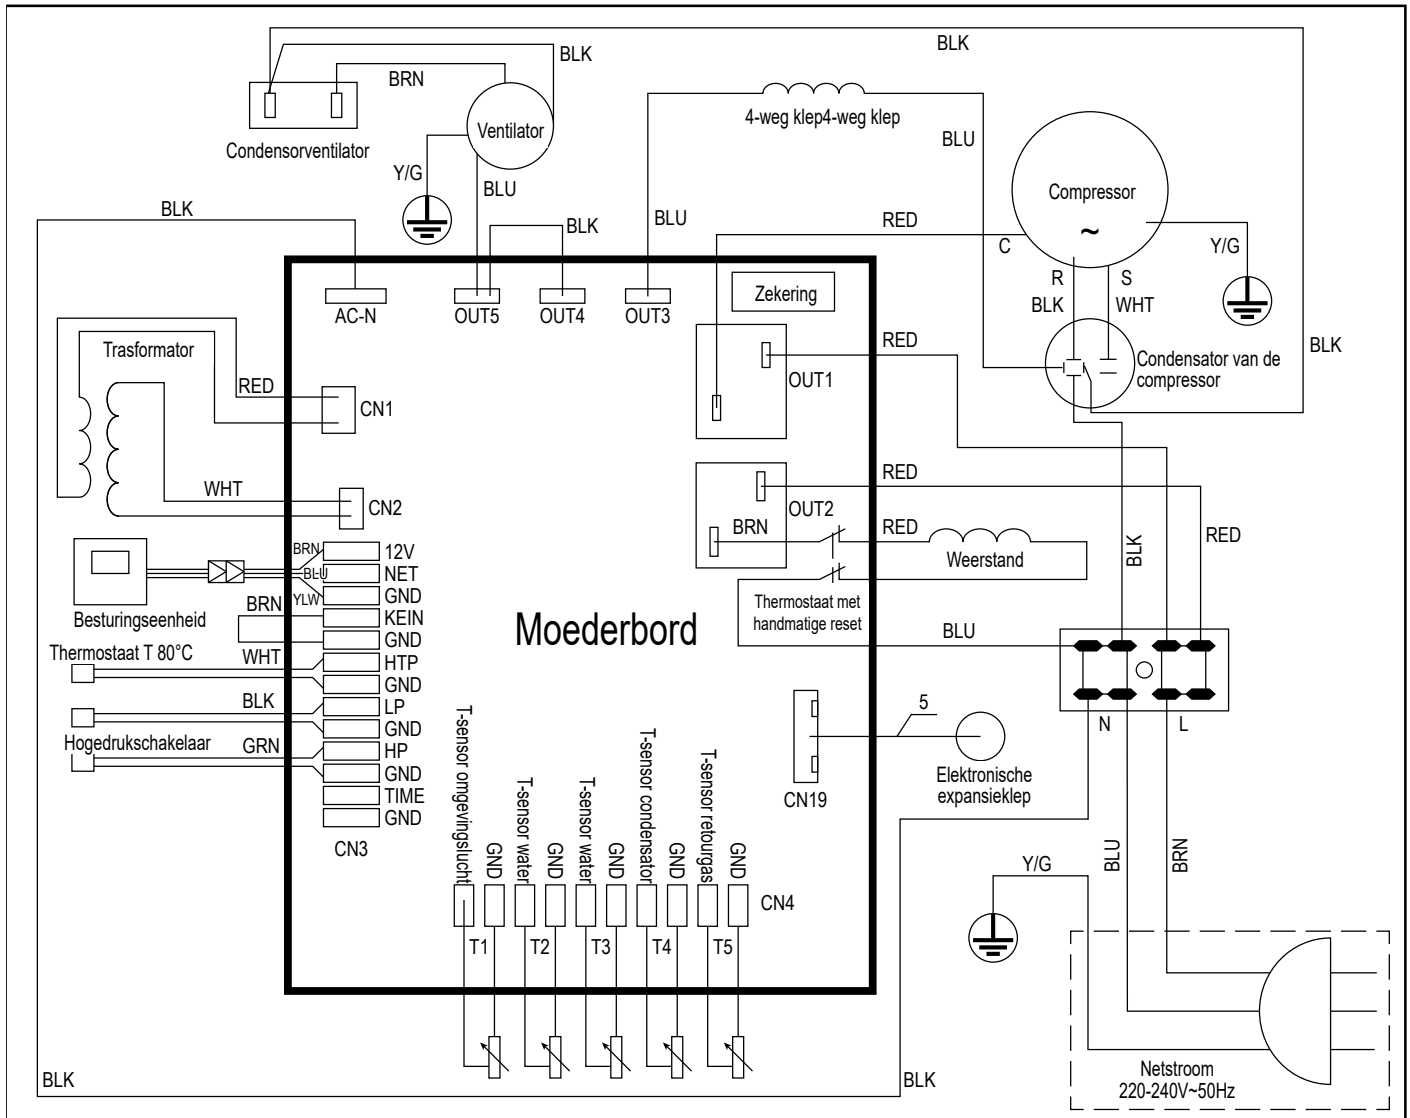 BLK
BLK
BRN
4-weg klep4-weg klep
Ventilator
Condensorventilator
BLU
Y/G
BLU
Compressor
~
BLK
BLK
BLU
RED
C
Y/G
R
S
BLK
WHT
Zekering
AC-N
OUT5
OUT4
OUT3
Trasformator
RED
BLK
Condensator van de
compressor
OUT1
RED
CN1
RED
WHT
CN2
OUT2
BRN
RED
RED
BLK
Weerstand
BRN
12V
BLU
NET
YLW
GND
Besturingseenheid
BRN
KEIN
GND
Thermostaat met
handmatige reset
Moederbord
BLU
Thermostaat T 80°C
WHT
HTP
GND
BLK
LP
GND
Hogedrukschakelaar
GRN
HP
GND
TIME
GND
CN3
5
N
L
Elektronische
expansieklep
CN19
T-sensor omgevingslucht
GND
T-sensor water
GND
T-sensor water
GND
T-sensor condensator
GND
T-sensor retourgas
GND
CN4
T1
T2
T3
T4
T5
Y/G
BLU
BRN
BLK
BLK
Netstroom
220-240V~50Hz